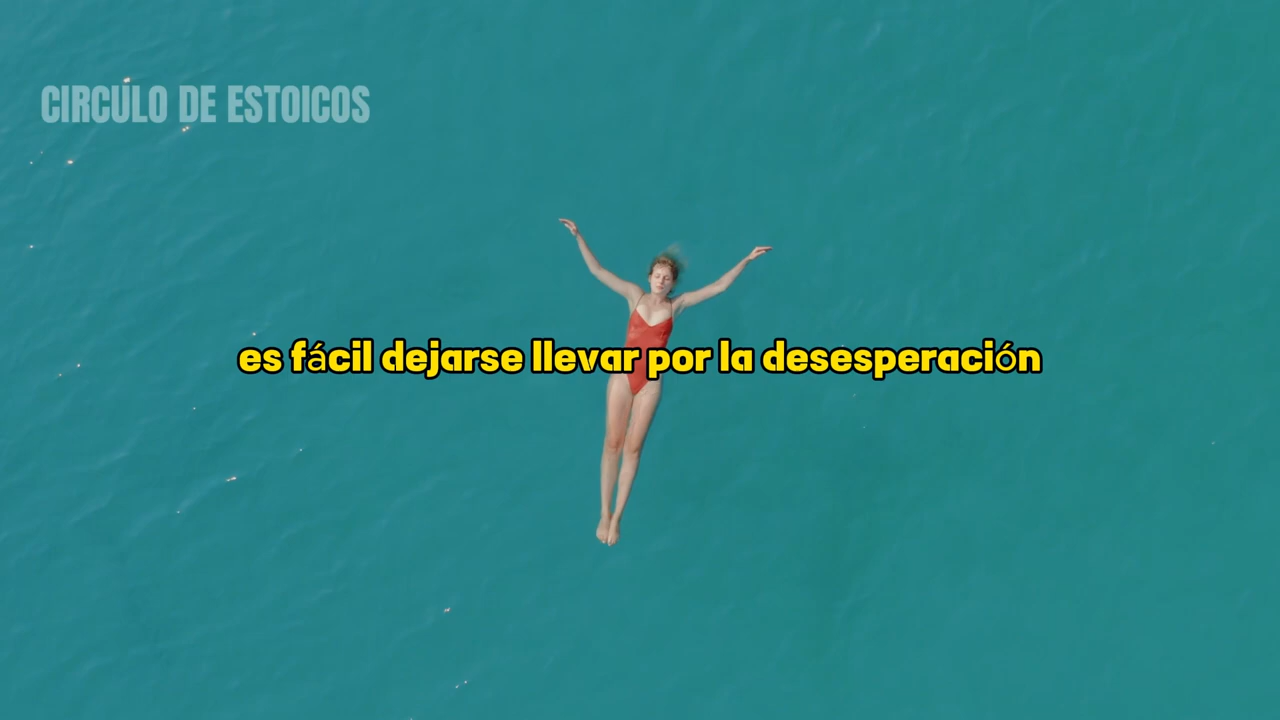 CIRCULO DE ESTOICOS
es fácil dejarse llevar por la desesperación